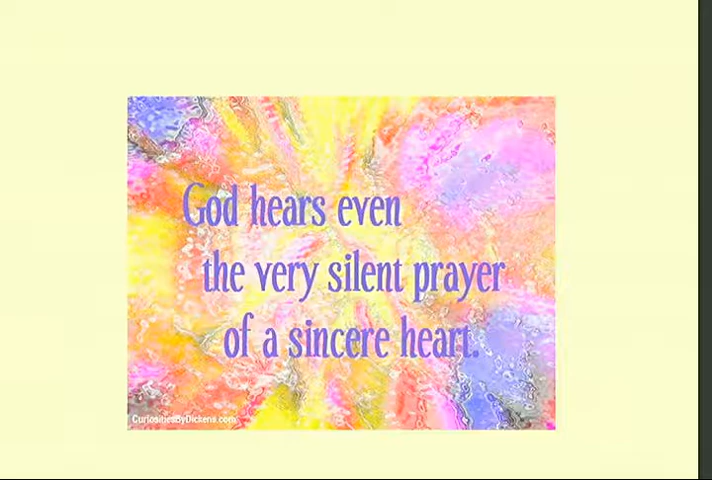 God hears even
the very silent prayer
of a sincere heart.
CuriositiesByDickens.com